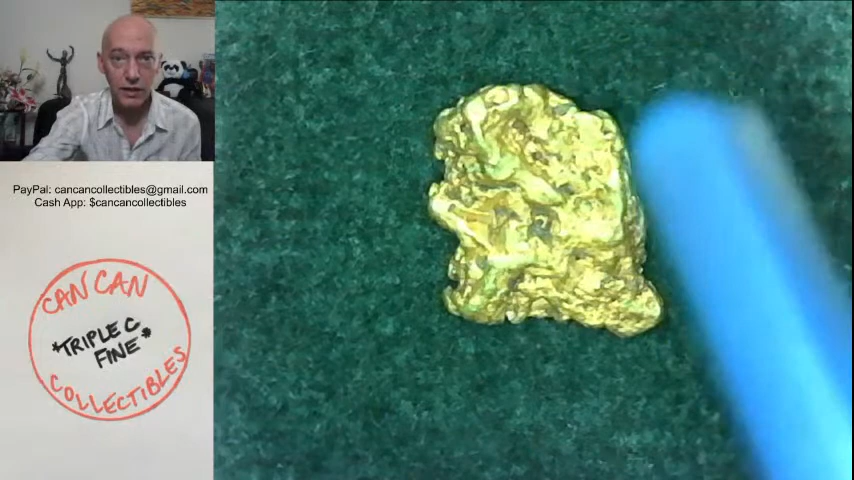 PayPal: cancancollectibles@gmail.com
Cash App: $cancancollectibles
CAN CAN
*TRIPLE C
FINE*
COLLECTIBLES